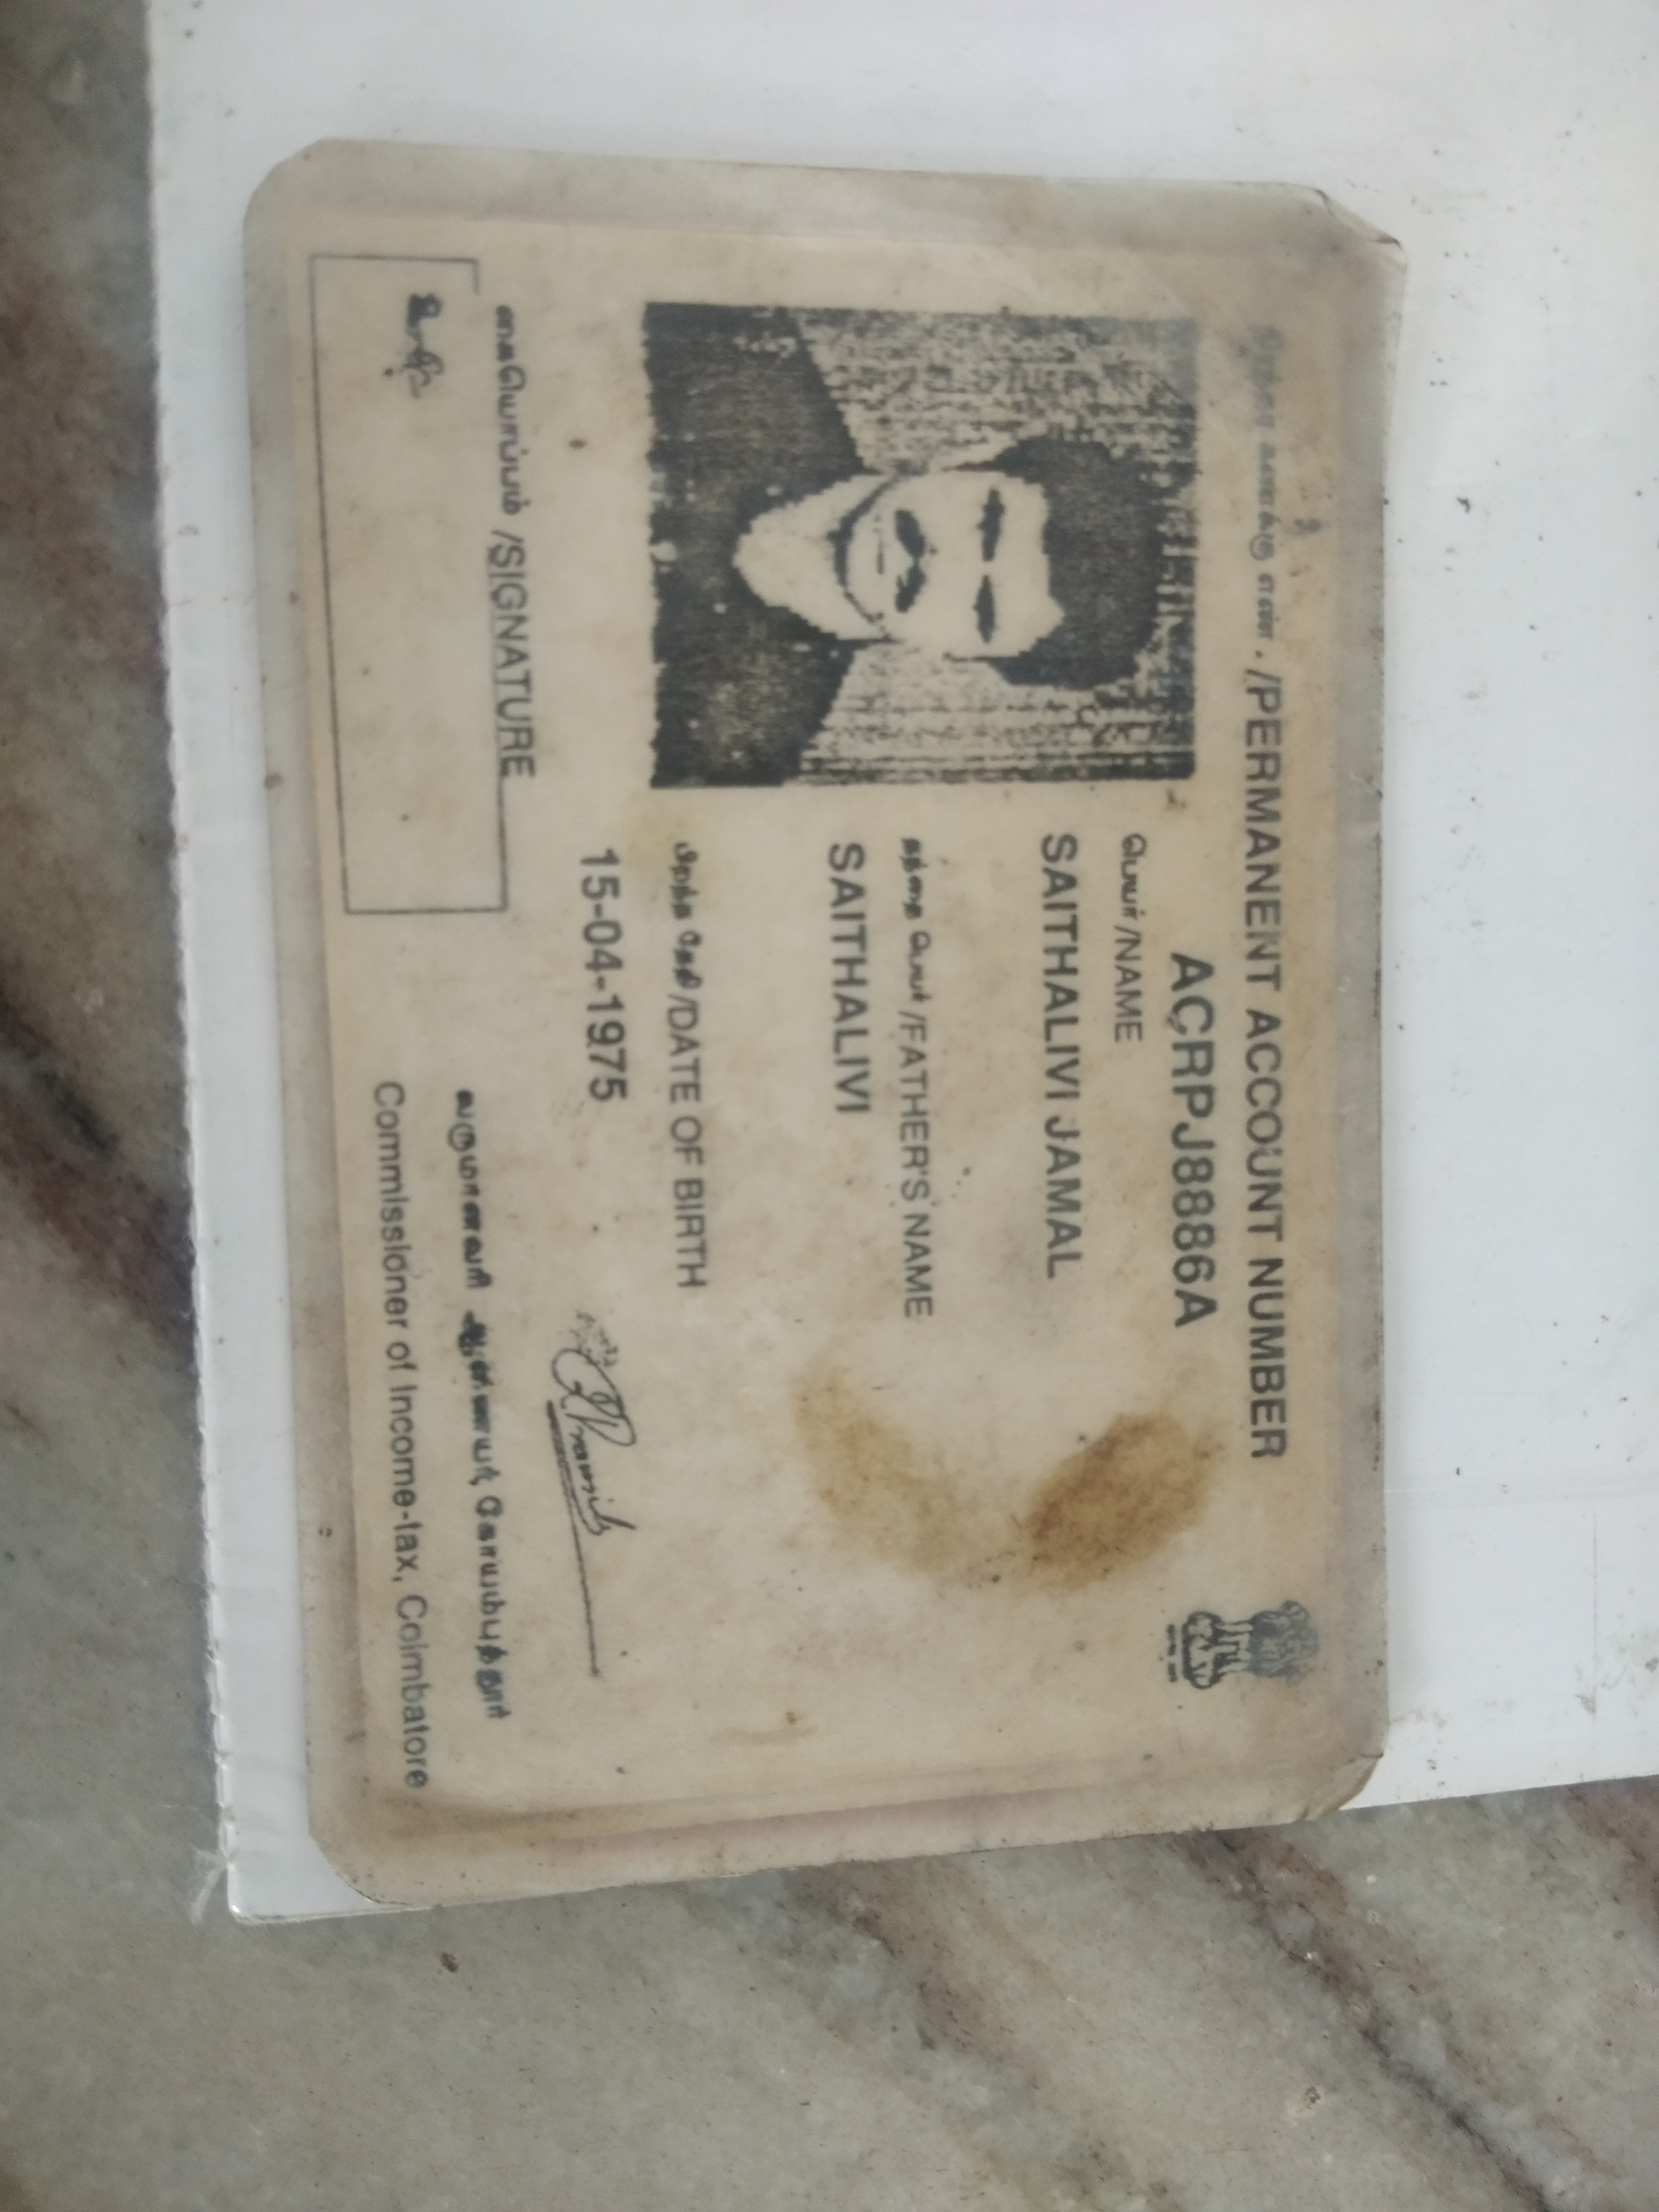 நிரந்தர கணக்கு எண். /PERMANENT ACCOUNT NUMBER
ACRPJ8886A
பெயர் /NAME
SAITHALIVI JAMAL
தந்தை பெயர் /FATHER'S NAME
SAITHALIVI
பிறந்த தேதி /DATE OF BIRTH
15-04-1975
கையொப்பம் /SIGNATURE
வருமானவரி ஆணையர், கோயம்புத்தூர்
Commissioner of Income-tax, Coimbatore